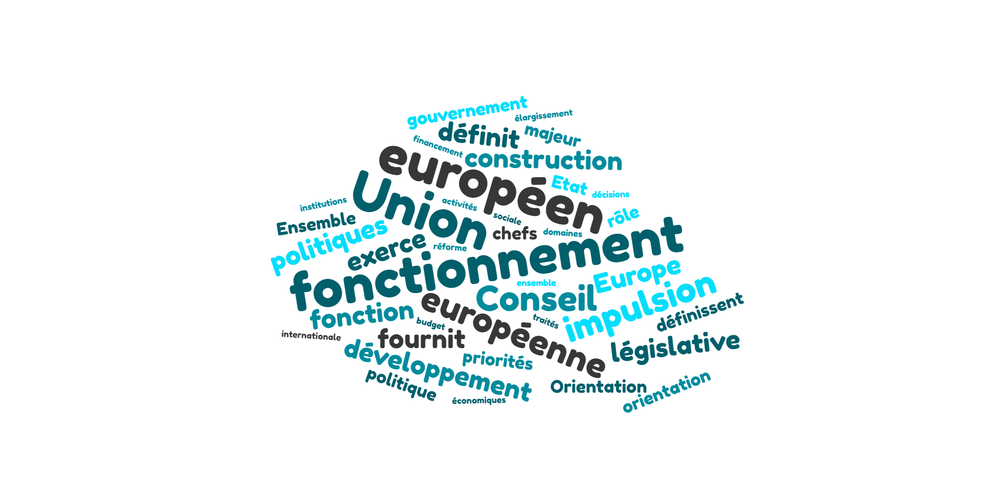 gouvernement
élargissement
définit
majeur
financement
construction
européen
Union
Etat
décisions
institutions
activités
sociale
rôle
Ensemble
politiques
chefs
domaines
exerce
réforme
fonctionnement
Europe
ensemble
Conseil
impulsion
européenne
fonction
définissent
budget
traités
internationale
fournit
législative
développement
priorités
politique
Orientation
orientation
économiques